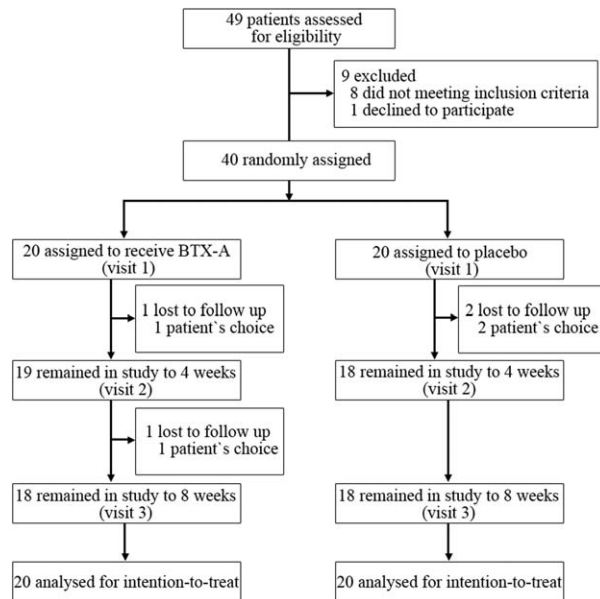 49 patients assessed
for eligibility
9 excluded
8 did not meeting inclusion criteria
1 declined to participate
40 randomly assigned
20 assigned to receive BTX-A
(visit 1)
20 assigned to placebo
(visit 1)
1 lost to follow up
1 patient`s choice
2 lost to follow up
2 patient`s choice
19 remained in study to 4 weeks
(visit 2)
18 remained in study to 4 weeks
(visit 2)
1 lost to follow up
1 patient`s choice
18 remained in study to 8 weeks
(visit 3)
18 remained in study to 8 weeks
(visit 3)
20 analysed for intention-to-treat
20 analysed for intention-to-treat